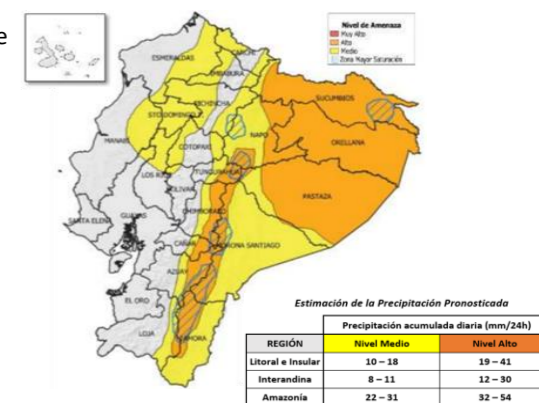 e
Nivel de Amenaza
Muy Alto
Alto
Medio
Zona Mayor Saturación
ESMERALDAS
CARCHI
IMBABURA
SUCUMBIOS
PICHINCHA
STO DOMINGO
NAPO
ORELLANA
MANABI
COTOPAXI
TUNGURAHUA
LOS RIOS
BOLIVAR
PASTAZA
CHIMBORAZO
SANTA ELENA
GUAYAS
CAÑAR
MORONA SANTIAGO
AZUAY
EL ORO
LOJA
ZAMORA
Estimación de la Precipitación Pronosticada
Precipitación acumulada diaria (mm/24h)
REGIÓN Nivel Medio Nivel Alto
Litoral e Insular 10 – 18 19 – 41
Interandina 8 – 11 12 – 30
Amazonía 22 – 31 32 – 54